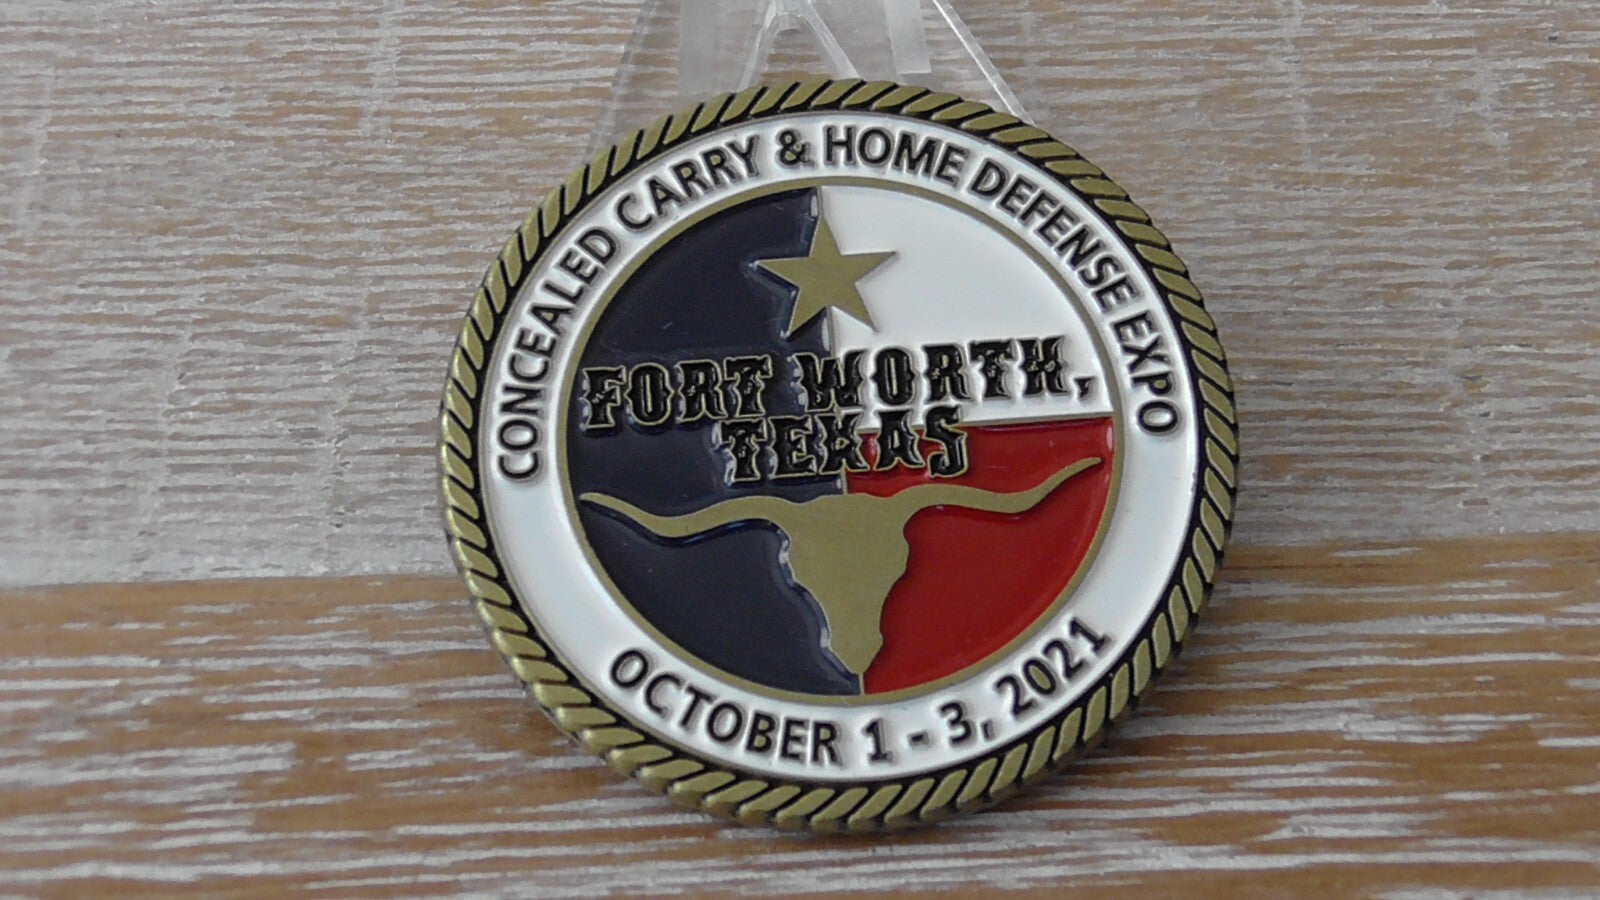 CONCEALED CARRY & HOME DEFENSE EXPO
FORT WORTH,
TEXAS
OCTOBER 1 - 3, 2021